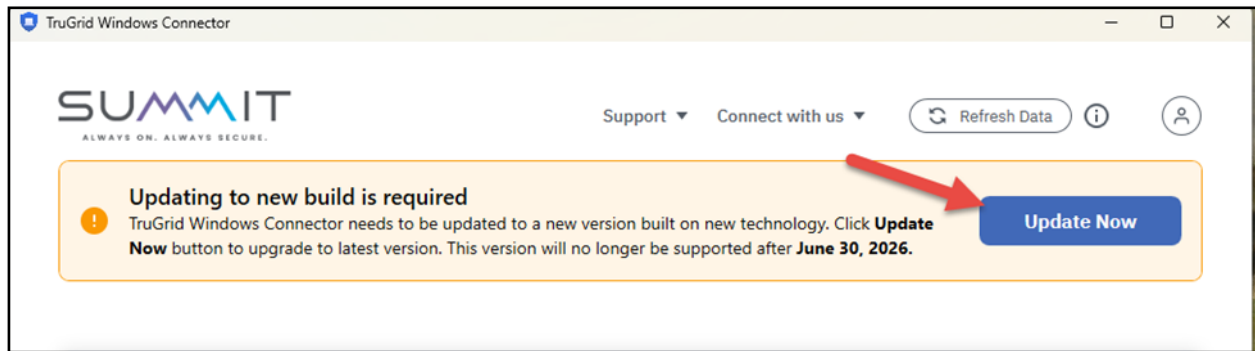 TruGrid Windows Connector
SUMMIT
ALWAYS ON. ALWAYS SECURE.
Support
Connect with us
Refresh Data
Updating to new build is required
TruGrid Windows Connector needs to be updated to a new version built on new technology. Click Update
Now button to upgrade to latest version. This version will no longer be supported after June 30, 2026.
Update Now